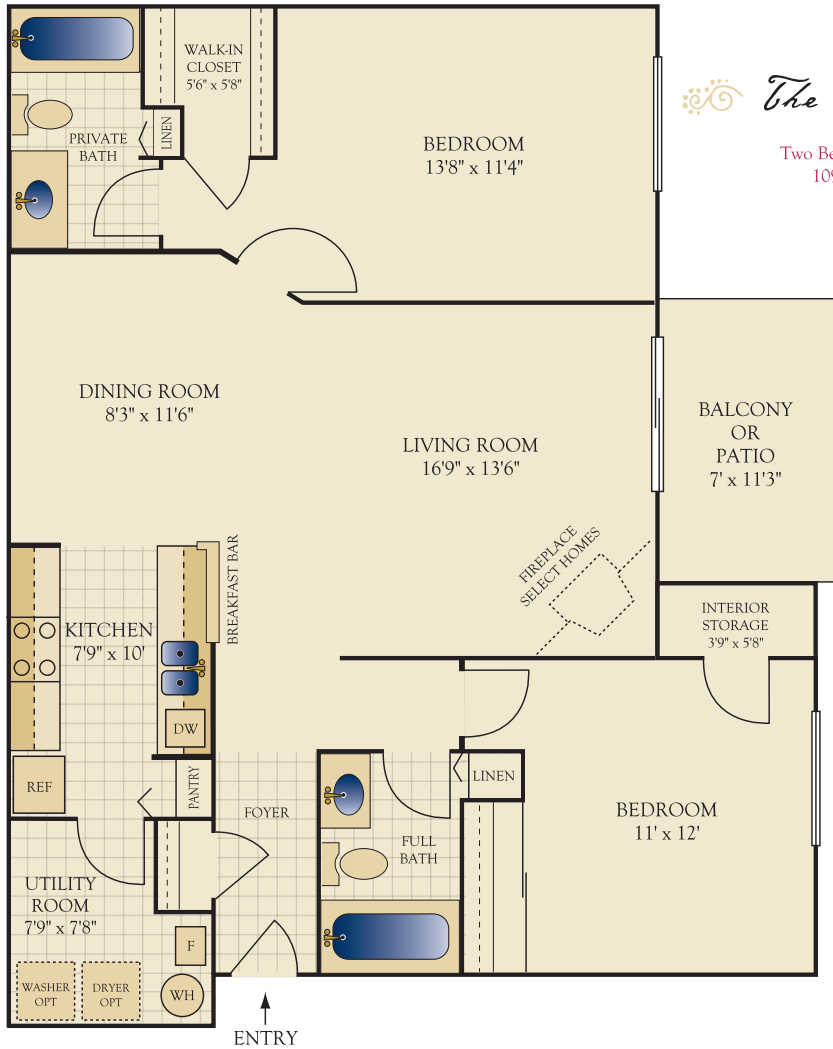 WALK-IN
CLOSET
5'6" x 5'8"
LINEN
PRIVATE
BATH
BEDROOM
13'8" x 11'4"
The
Two Be
109
DINING ROOM
8'3" x 11'6"
LIVING ROOM
16'9" x 13'6"
BALCONY
OR
PATIO
7' x 11'3"
FIREPLACE
SELECT HOMES
BREAKFAST BAR
KITCHEN
7'9" x 10'
INTERIOR
STORAGE
3'9" x 5'8"
DW
REF
PANTRY
FOYER
LINEN
BEDROOM
11' x 12'
FULL
BATH
UTILITY
ROOM
7'9" x 7'8"
F
WASHER
OPT
DRYER
OPT
WH
ENTRY